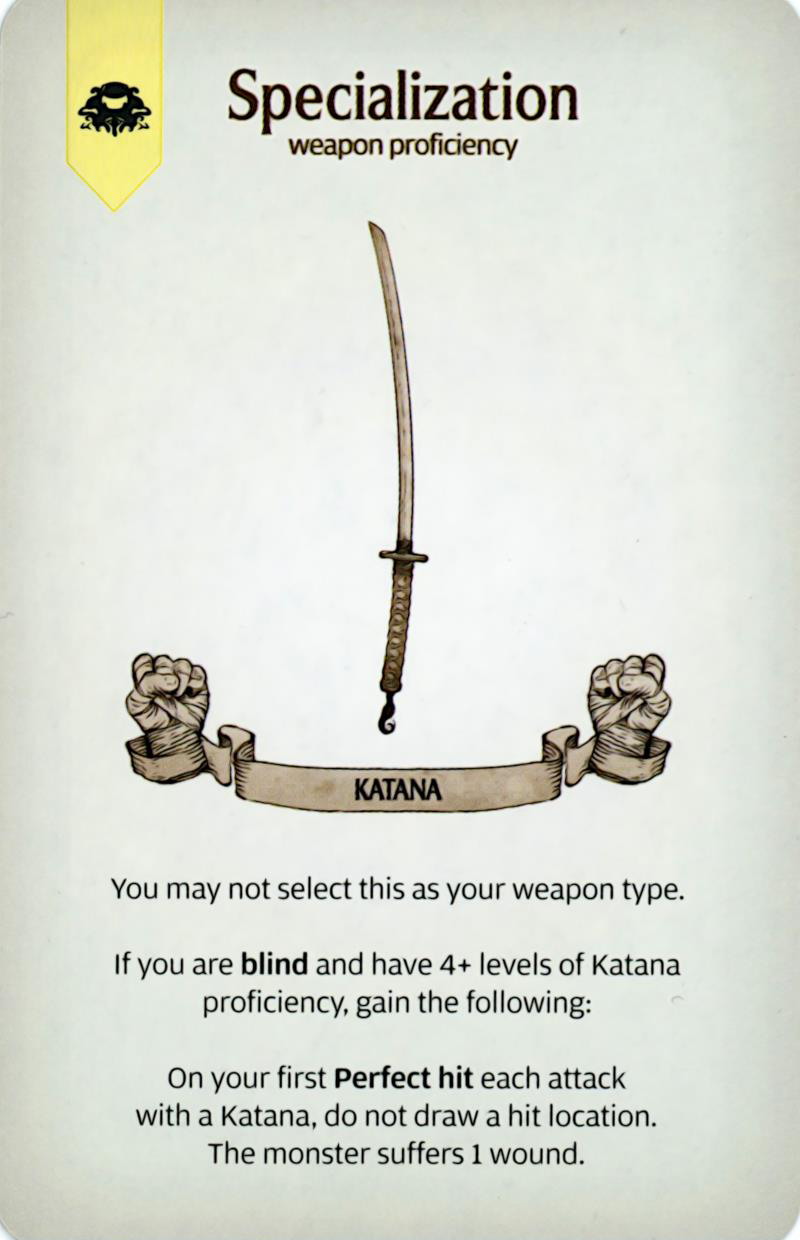 Specialization
weapon proficiency
KATANA
You may not select this as your weapon type.
If you are blind and have 4+ levels of Katana
proficiency, gain the following:
On your first Perfect hit each attack
with a Katana, do not draw a hit location.
The monster suffers 1 wound.